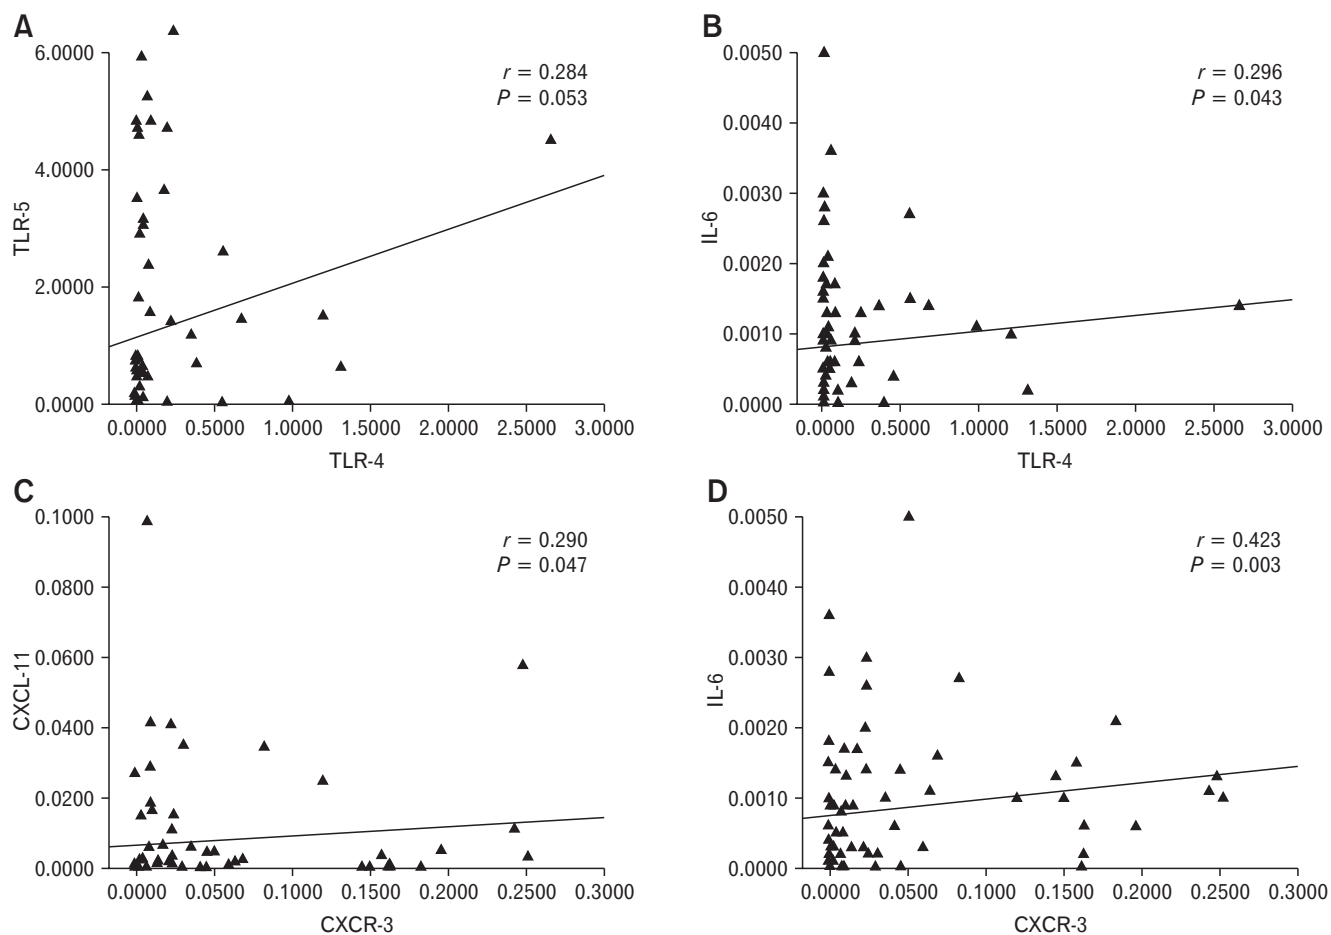 A
6.0000
4.0000
2.0000
0.0000
TLR-5
r = 0.284
P = 0.053
0.0000 0.5000 1.0000 1.5000 2.0000 2.5000 3.0000
TLR-4
B
0.0050
0.0040
0.0030
0.0020
0.0010
0.0000
IL-6
r = 0.296
P = 0.043
0.0000 0.5000 1.0000 1.5000 2.0000 2.5000 3.0000
TLR-4
C
0.1000
0.0800
0.0600
0.0400
0.0200
0.0000
CXCL-11
r = 0.290
P = 0.047
0.0000 0.0500 0.1000 0.1500 0.2000 0.2500 0.3000
CXCR-3
D
0.0050
0.0040
0.0030
0.0020
0.0010
0.0000
IL-6
r = 0.423
P = 0.003
0.0000 0.0500 0.1000 0.1500 0.2000 0.2500 0.3000
CXCR-3